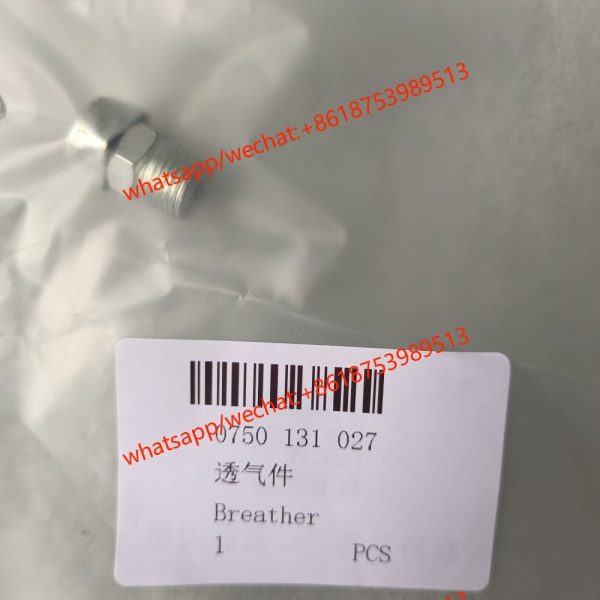 whatsapp/wechat:+8618753989513
whatsapp/wechat:+8618753989513
0750 131 027
透气件
Breather
1 PCS